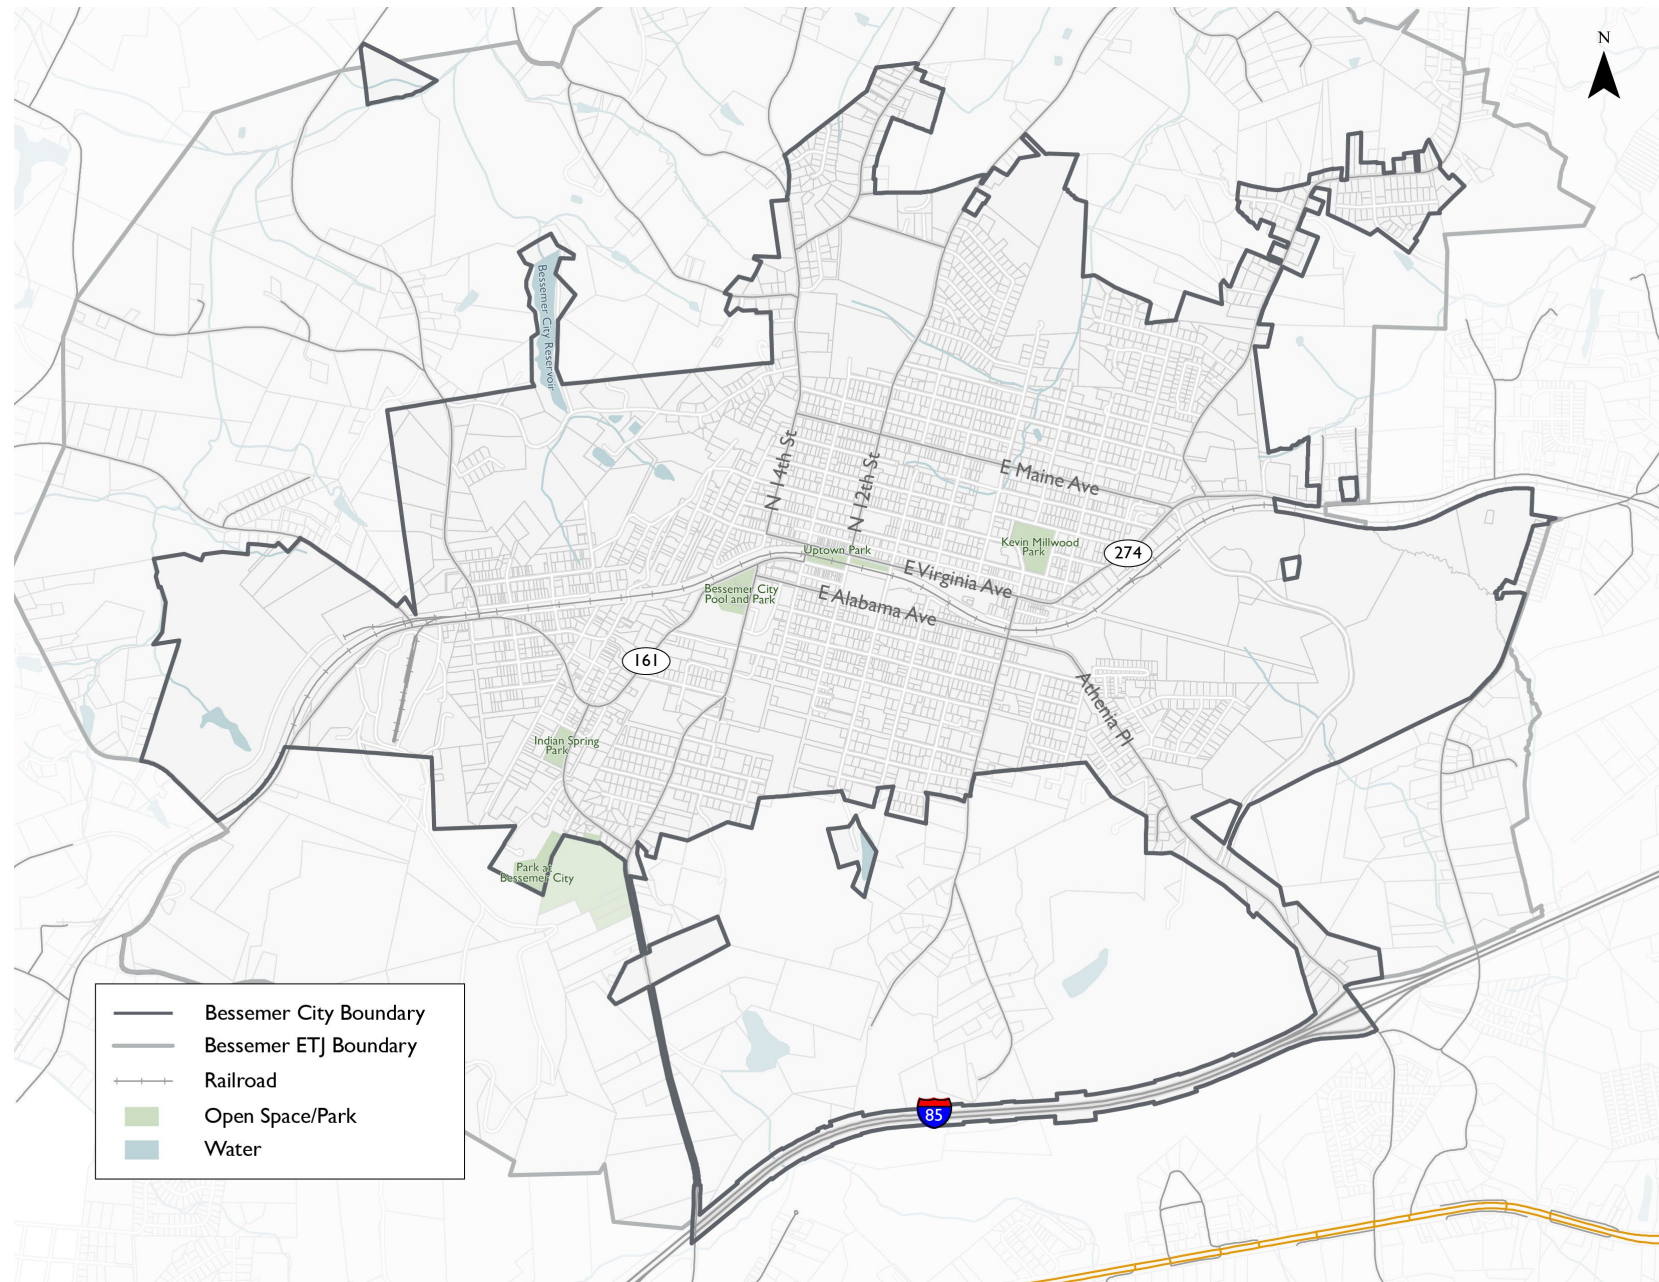 N
Bessemer City Reservoir
N 14th St
N 12th St
E Maine Ave
Kevin Millwood
Park
274
Uptown Park
E Virginia Ave
Bessemer City
Pool and Park
E Alabama Ave
161
Athenia Pl
Indian Spring
Park
Park at
Bessemer City
85
Bessemer City Boundary
Bessemer ETJ Boundary
Railroad
Open Space/Park
Water